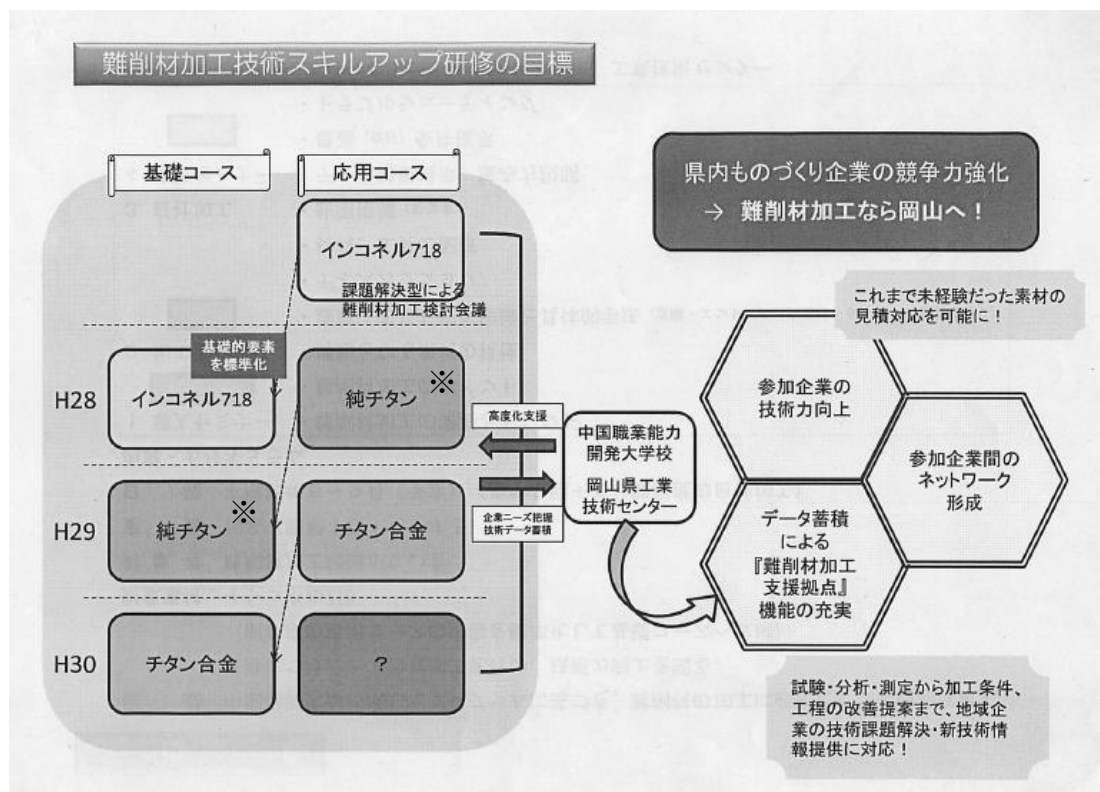 難削材加工技術スキルアップ研修の目標
基礎コース
応用コース
インコネル718
課題解決型による
難削材加工検討会議
基礎的要素
を標準化
H28
インコネル718
純チタン
※
H29
純チタン
※
チタン合金
H30
チタン合金
?
高度化支援
企業ニーズ把握
技術データ蓄積
中国職業能力
開発大学校
岡山県工業
技術センター
県内ものづくり企業の競争力強化
→ 難削材加工なら岡山へ！
これまで未経験だった素材の
見積対応を可能に！
参加企業の
技術力向上
参加企業間の
ネットワーク
形成
データ蓄積
による
『難削材加工
支援拠点』
機能の充実
試験・分析・測定から加工条件、
工程の改善提案まで、地域企
業の技術課題解決・新技術情
報提供に対応！